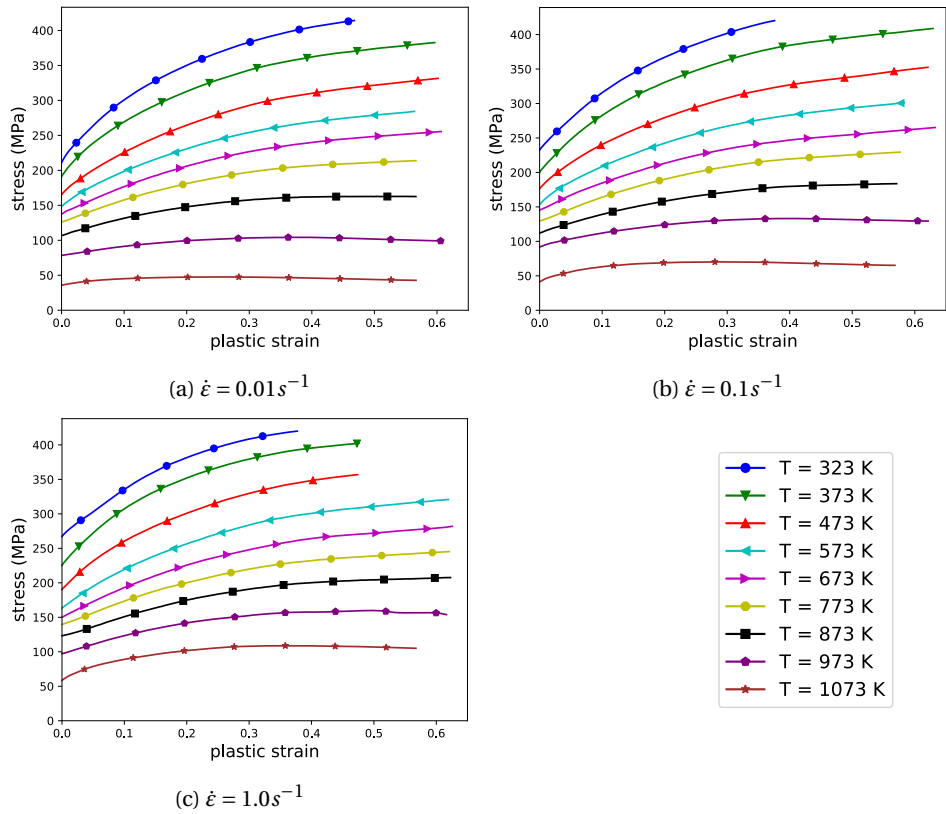 400
350
300
250
200
150
100
50
0
stress (MPa)
0.0 0.1 0.2 0.3 0.4 0.5 0.6
plastic strain
(a) ε̇ = 0.01s⁻¹
400
350
300
250
200
150
100
50
0
stress (MPa)
0.0 0.1 0.2 0.3 0.4 0.5 0.6
plastic strain
(b) ε̇ = 0.1s⁻¹
400
350
300
250
200
150
100
50
0
stress (MPa)
0.0 0.1 0.2 0.3 0.4 0.5 0.6
plastic strain
(c) ε̇ = 1.0s⁻¹
T = 323 K
T = 373 K
T = 473 K
T = 573 K
T = 673 K
T = 773 K
T = 873 K
T = 973 K
T = 1073 K